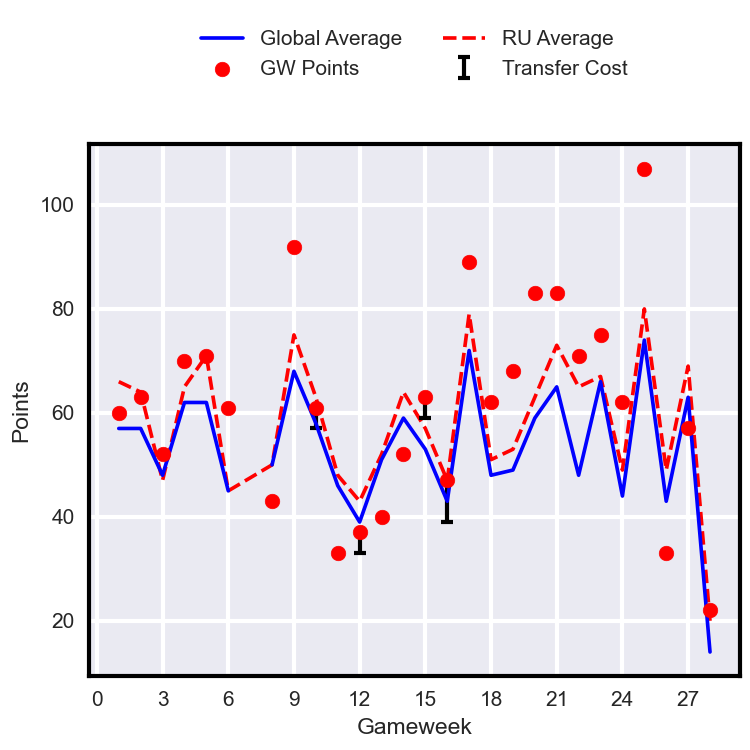 Global Average RU Average
GW Points Transfer Cost
100
80
60
40
20
Points
0 3 6 9 12 15 18 21 24 27
Gameweek